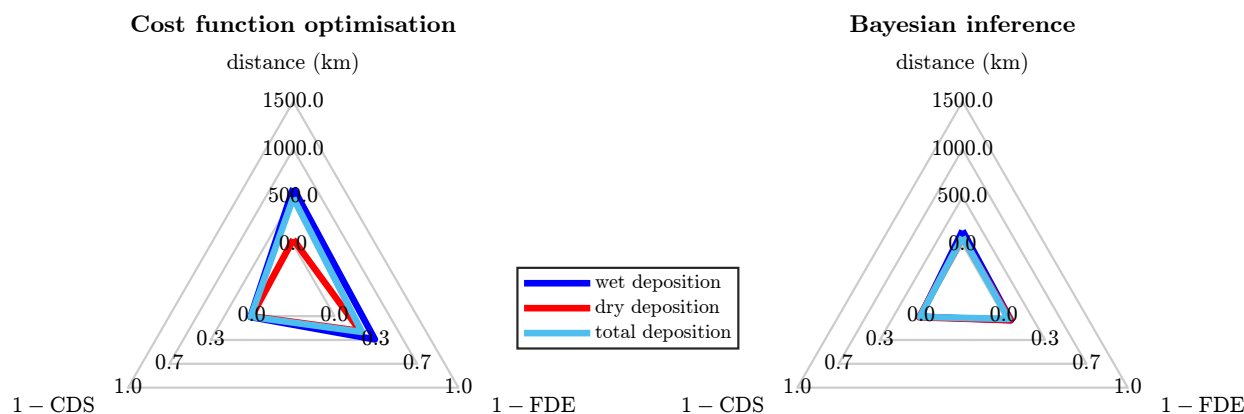 Cost function optimisation
distance (km)
1500.0
1000.0
500.0
0.0
0.0
0.0
0.3
0.3
0.7
0.7
1.0
1.0
1 − CDS
1 − FDE
wet deposition
dry deposition
total deposition
Bayesian inference
distance (km)
1500.0
1000.0
500.0
0.0
0.0
0.0
0.3
0.3
0.7
0.7
1.0
1.0
1 − CDS
1 − FDE